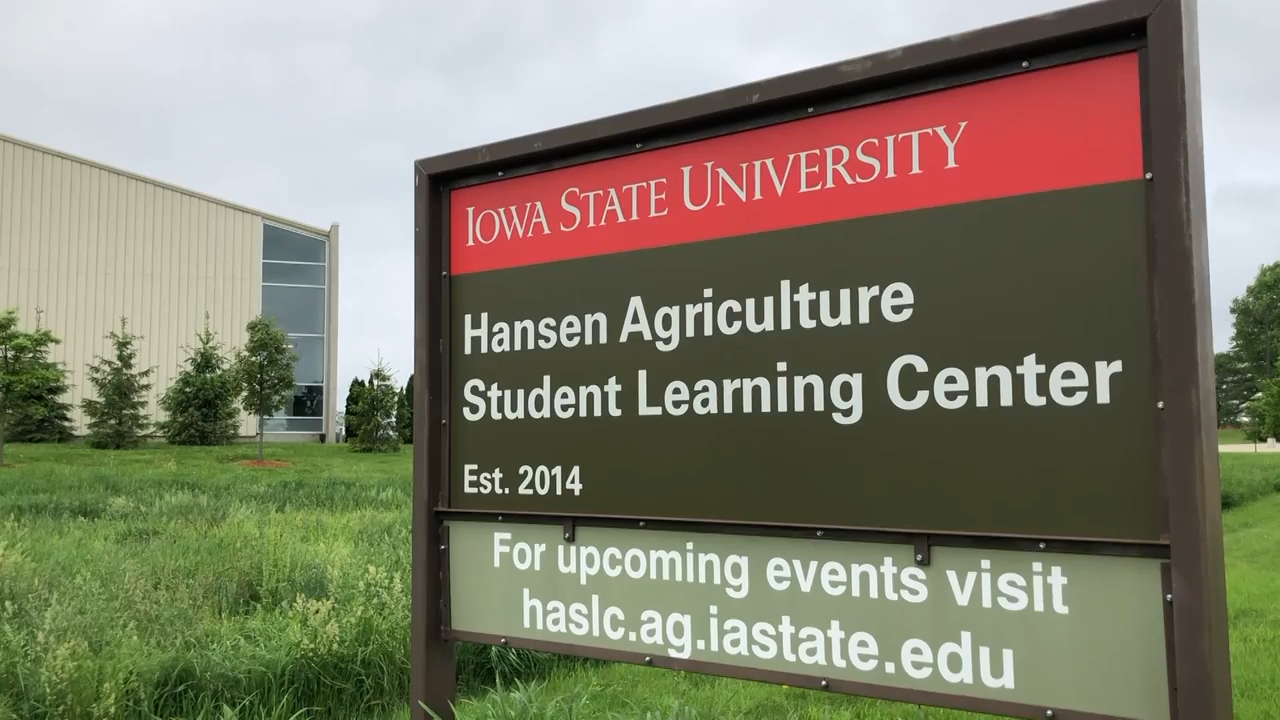 IOWA STATE UNIVERSITY
Hansen Agriculture
Student Learning Center
Est. 2014
For upcoming events visit
haslc.ag.iastate.edu